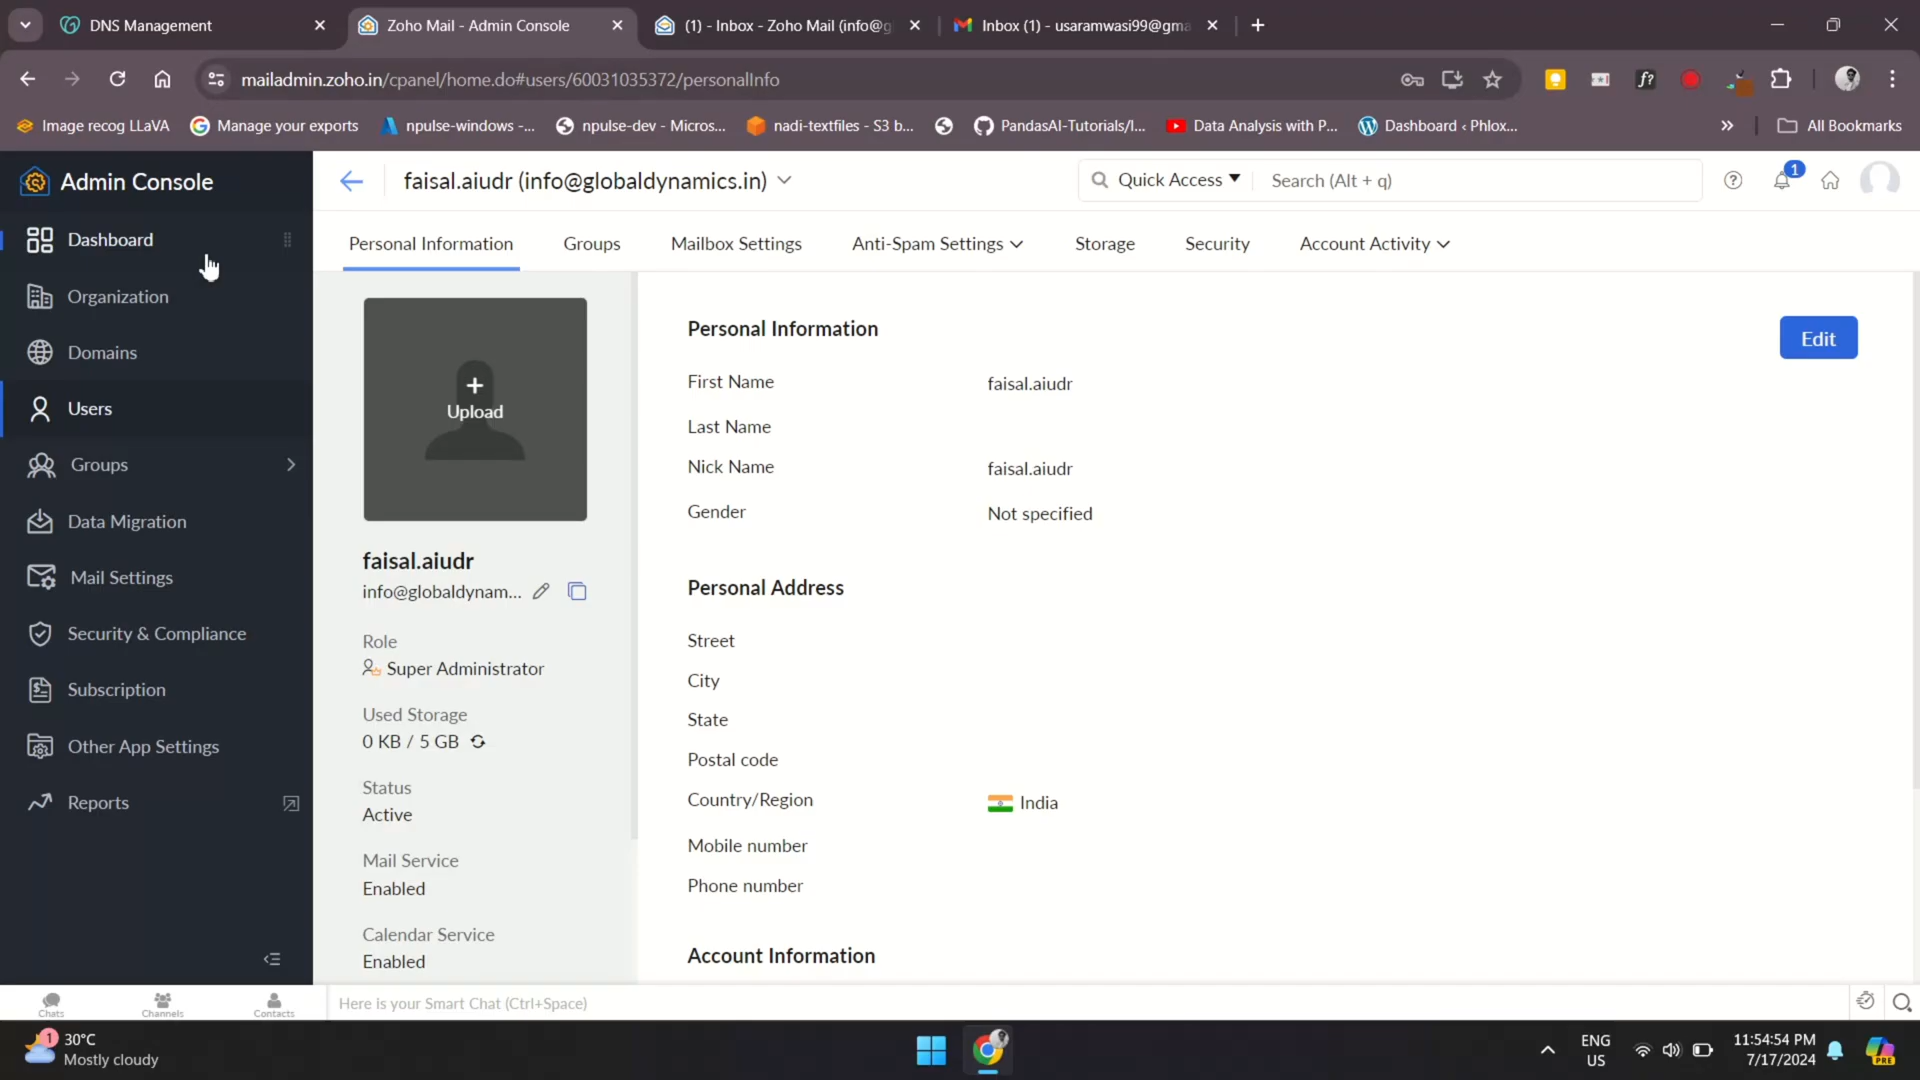 DNS Management
Zoho Mail - Admin Console
(1) - Inbox - Zoho Mail (info@g
Inbox (1) - usaramwasi99@gma
mailadmin.zoho.in/cpanel/home.do#users/60031035372/personalInfo
f?
Image recog LLaVA
Manage your exports
npulse-windows -...
npulse-dev - Micros...
nadi-textfiles - S3 b...
PandasAI-Tutorials/l...
Data Analysis with P...
Dashboard ‹ Phlox...
All Bookmarks
Admin Console
faisal.aiudr (info@globaldynamics.in)
Quick Access
Search (Alt + q)
1
Dashboard
Organization
Domains
Users
Groups
Data Migration
Mail Settings
Security & Compliance
Subscription
Other App Settings
Reports
Personal Information
Groups
Mailbox Settings
Anti-Spam Settings
Storage
Security
Account Activity
+
Upload
faisal.aiudr
info@globaldynam...
Role
Super Administrator
Used Storage
0 KB / 5 GB
Status
Active
Mail Service
Enabled
Calendar Service
Enabled
Personal Information
Edit
First Name faisal.aiudr
Last Name
Nick Name faisal.aiudr
Gender Not specified
Personal Address
Street
City
State
Postal code
Country/Region India
Mobile number
Phone number
Account Information
Chats
Channels
Contacts
Here is your Smart Chat (Ctrl+Space)
1
30°C
Mostly cloudy
ENG
US
11:54:54 PM
7/17/2024
PRE